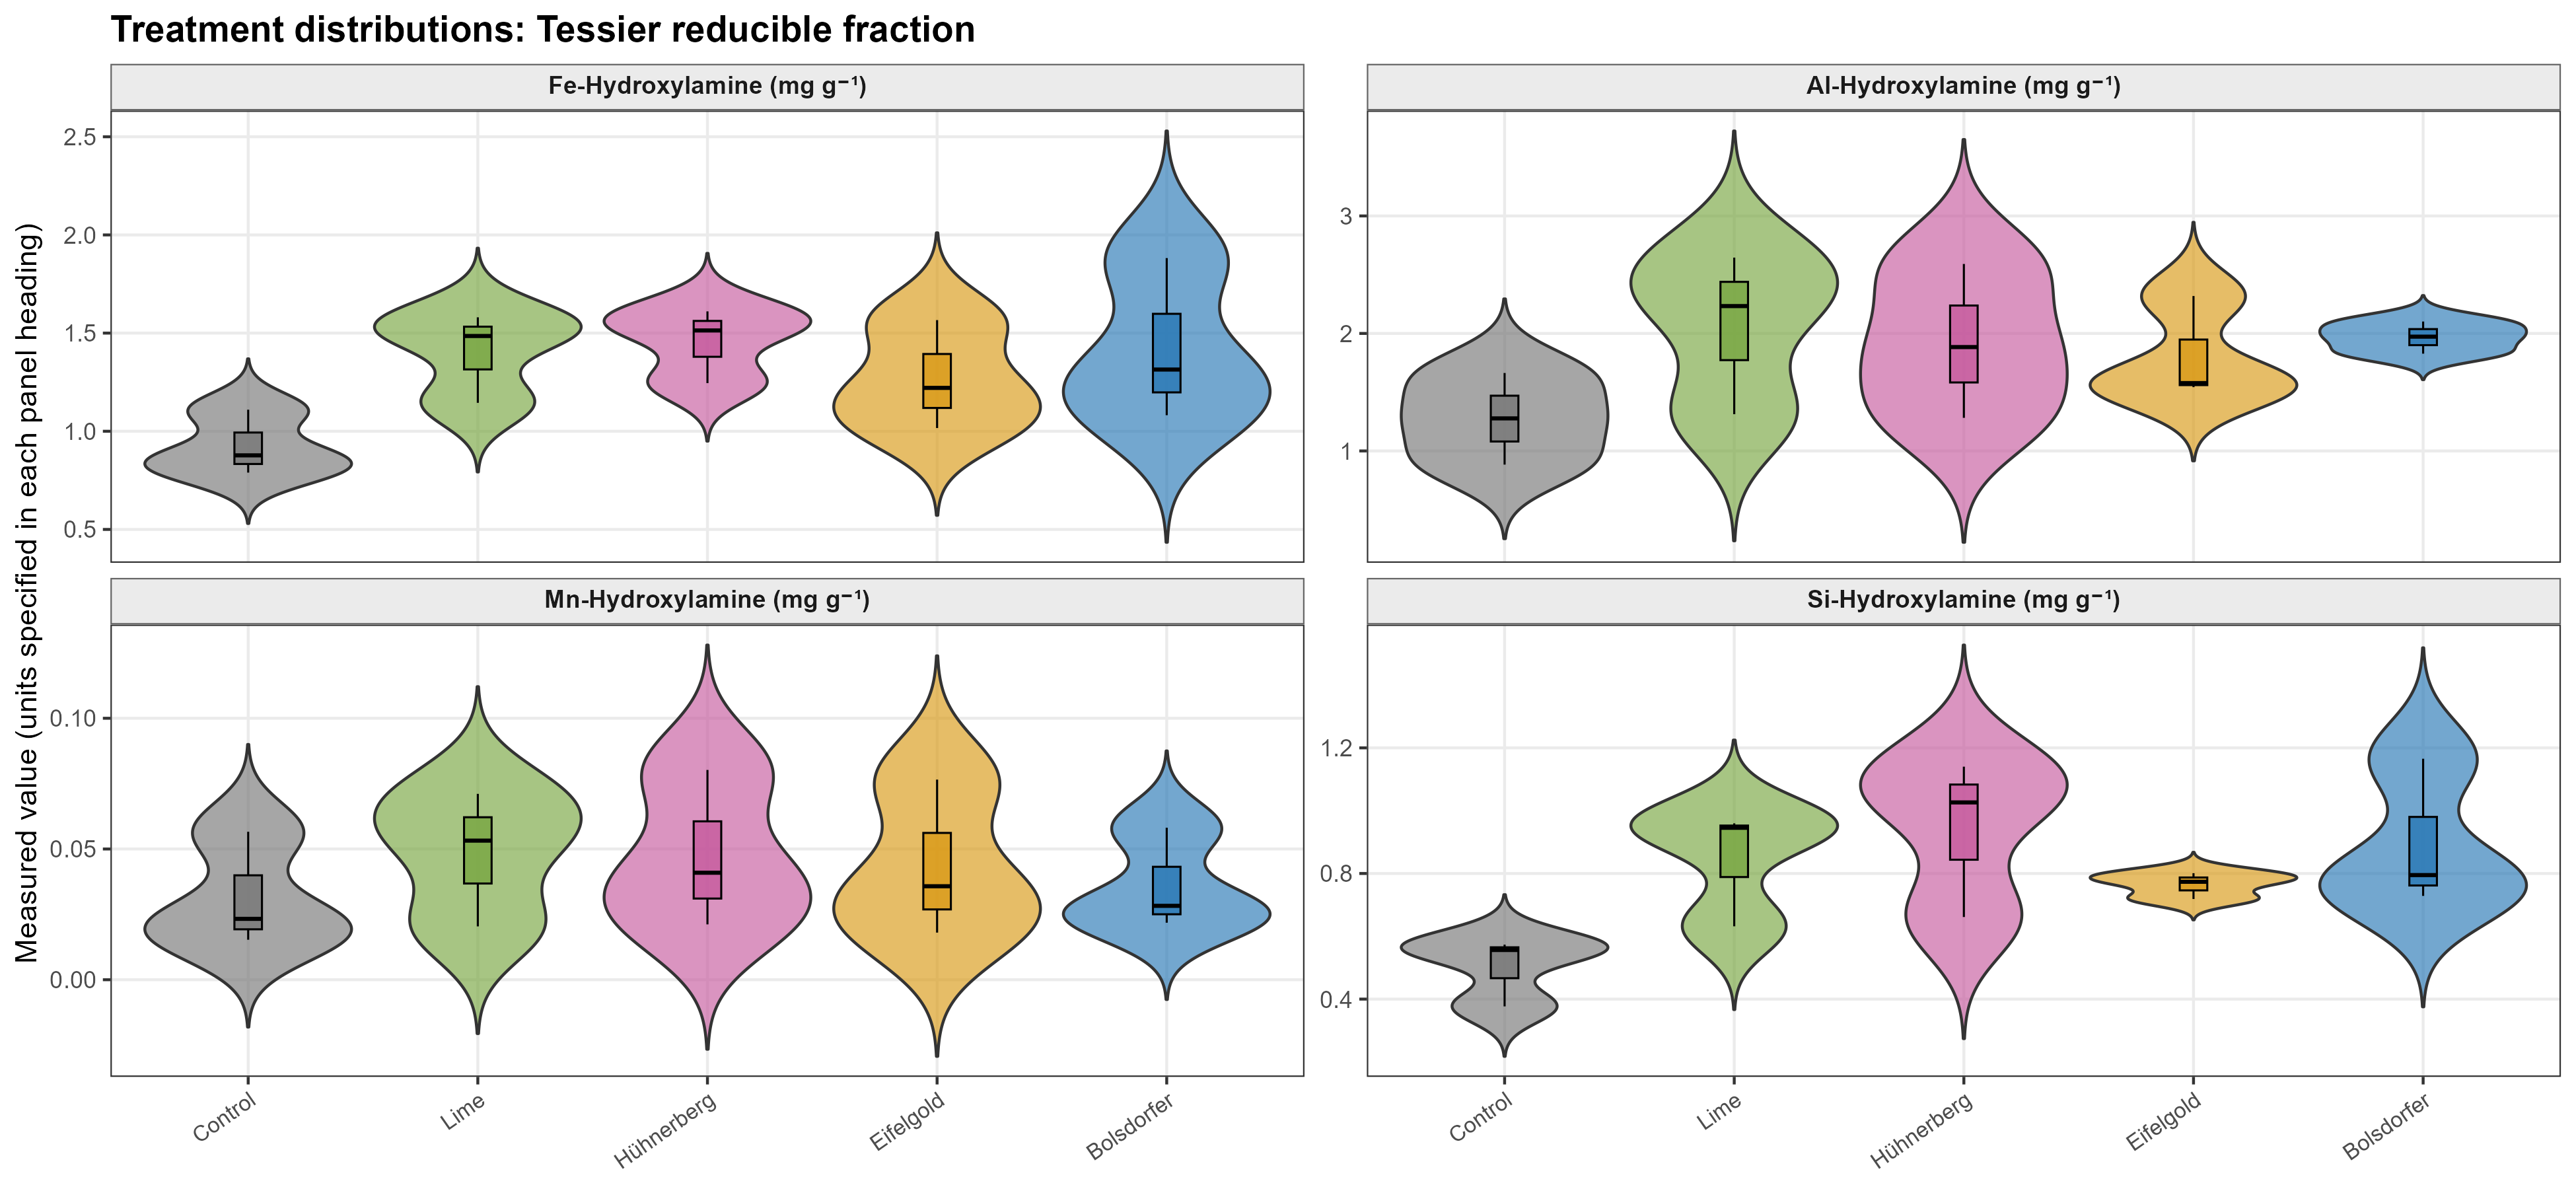 Treatment distributions: Tessier reducible fraction
Measured value (units specified in each panel heading)
Fe-Hydroxylamine (mg g⁻¹)
2.5
2.0
1.5
1.0
0.5
Al-Hydroxylamine (mg g⁻¹)
3
2
1
Mn-Hydroxylamine (mg g⁻¹)
0.10
0.05
0.00
Control
Lime
Hühnerberg
Eifelgold
Bolsdorfer
Si-Hydroxylamine (mg g⁻¹)
1.2
0.8
0.4
Control
Lime
Hühnerberg
Eifelgold
Bolsdorfer